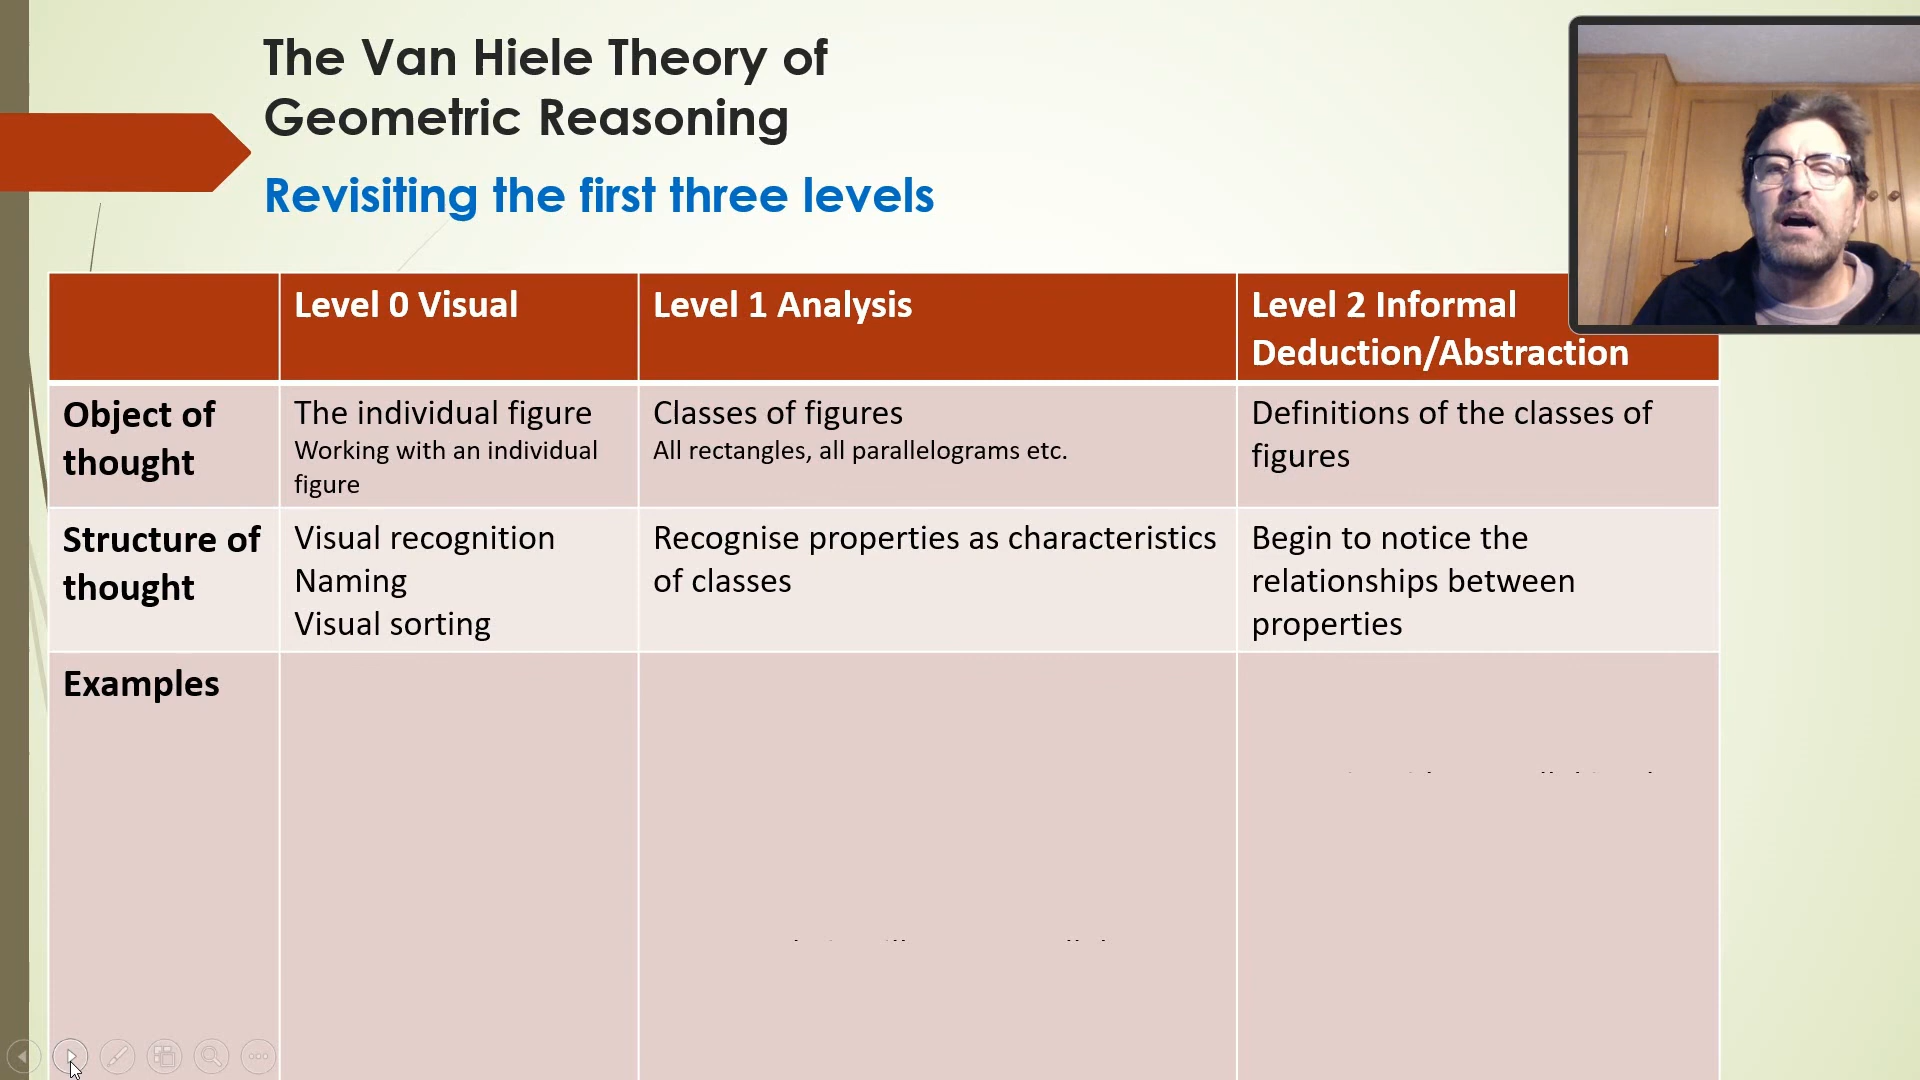 The Van Hiele Theory of
Geometric Reasoning
Revisiting the first three levels
Level 0 Visual
Level 1 Analysis
Level 2 Informal
Deduction/Abstraction
Object of
thought
The individual figure
Working with an individual
figure
Classes of figures
All rectangles, all parallelograms etc.
Definitions of the classes of
figures
Structure of
thought
Visual recognition
Naming
Visual sorting
Recognise properties as characteristics
of classes
Begin to notice the
relationships between
properties
Examples